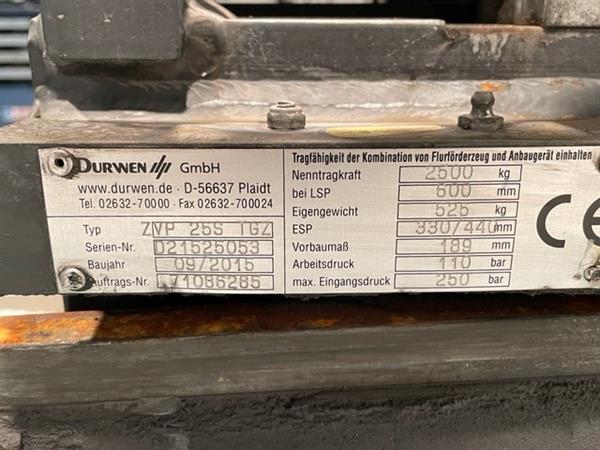 DURWEN GmbH
www.durwen.de · D-56637 Plaidt
Tel. 02632-70000 · Fax 02632-700024
Typ ZVP 25S TGZ
Serien-Nr. D21525053
Baujahr 09/2015
Auftrags-Nr. 71086285
Tragfähigkeit der Kombination von Flurförderzeug und Anbaugerät einhalten
Nenntragkraft 2500 kg
bei LSP 600 mm
Eigengewicht 525 kg
ESP 330/440 mm
Vorbaumaß 189 mm
Arbeitsdruck 110 bar
max. Eingangsdruck 250 bar
CE